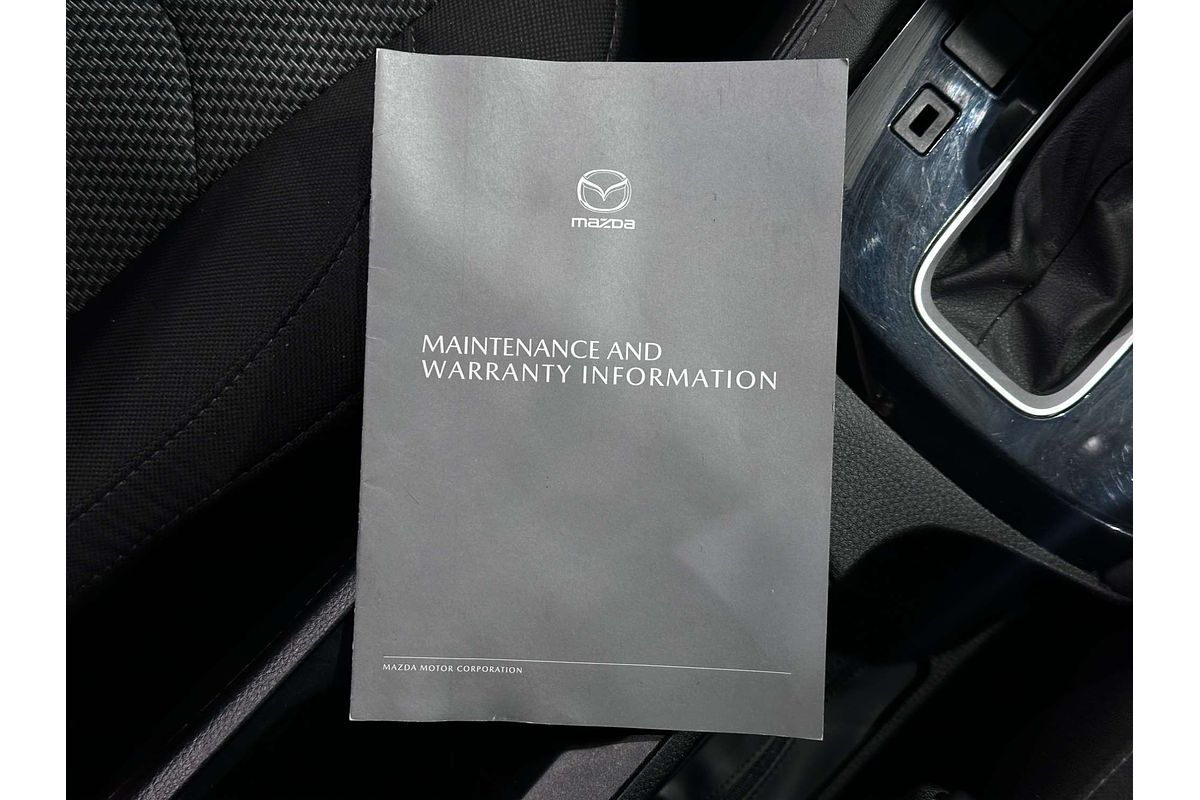 mazda
MAINTENANCE AND
WARRANTY INFORMATION
MAZDA MOTOR CORPORATION